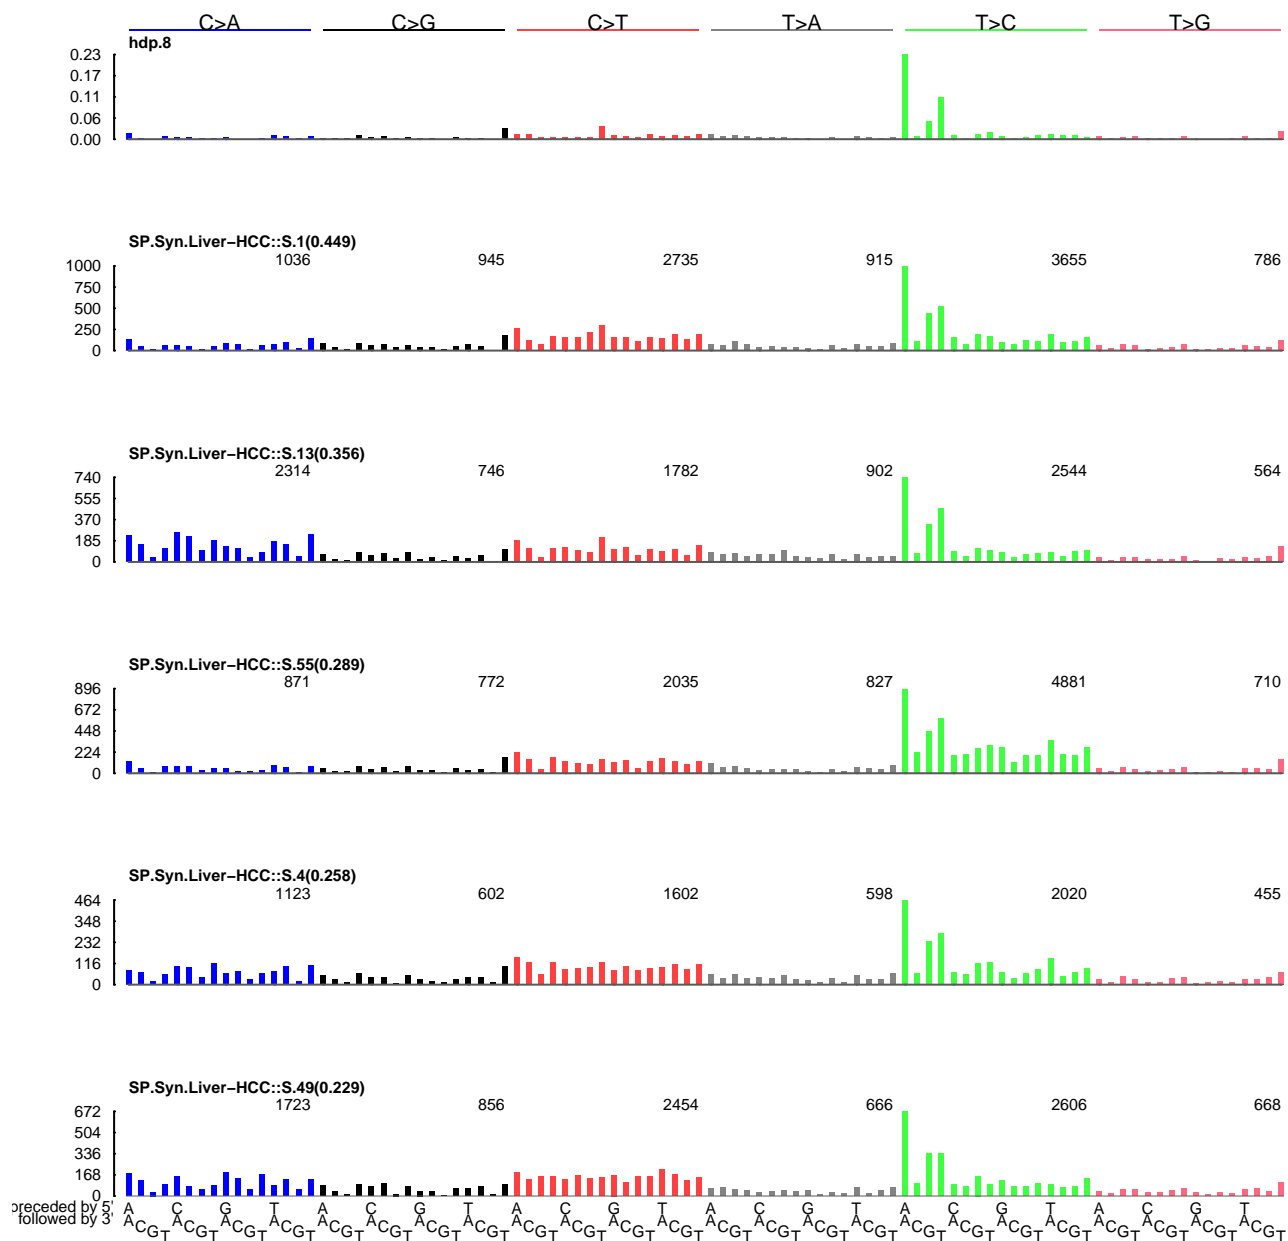 C>A C>G C>T T>A T>C T>G
hdp.8
0.23
0.17
0.11
0.06
0.00
SP.Syn.Liver−HCC::S.1(0.449)
1036 945 2735 915 3655 786
1000
750
500
250
0
SP.Syn.Liver−HCC::S.13(0.356)
2314 746 1782 902 2544 564
740
555
370
185
0
SP.Syn.Liver−HCC::S.55(0.289)
871 772 2035 827 4881 710
896
672
448
224
0
SP.Syn.Liver−HCC::S.4(0.258)
1123 602 1602 598 2020 455
464
348
232
116
0
SP.Syn.Liver−HCC::S.49(0.229)
1723 856 2454 666 2606 668
672
504
336
168
0
preceded by 5' A C G T A C G T A C G T A C G T A C G T A C G T
followed by 3' A C G T A C G T A C G T A C G T A C G T A C G T A C G T A C G T A C G T A C G T A C G T A C G T A C G T A C G T A C G T A C G T A C G T A C G T A C G T A C G T A C G T A C G T A C G T A C G T